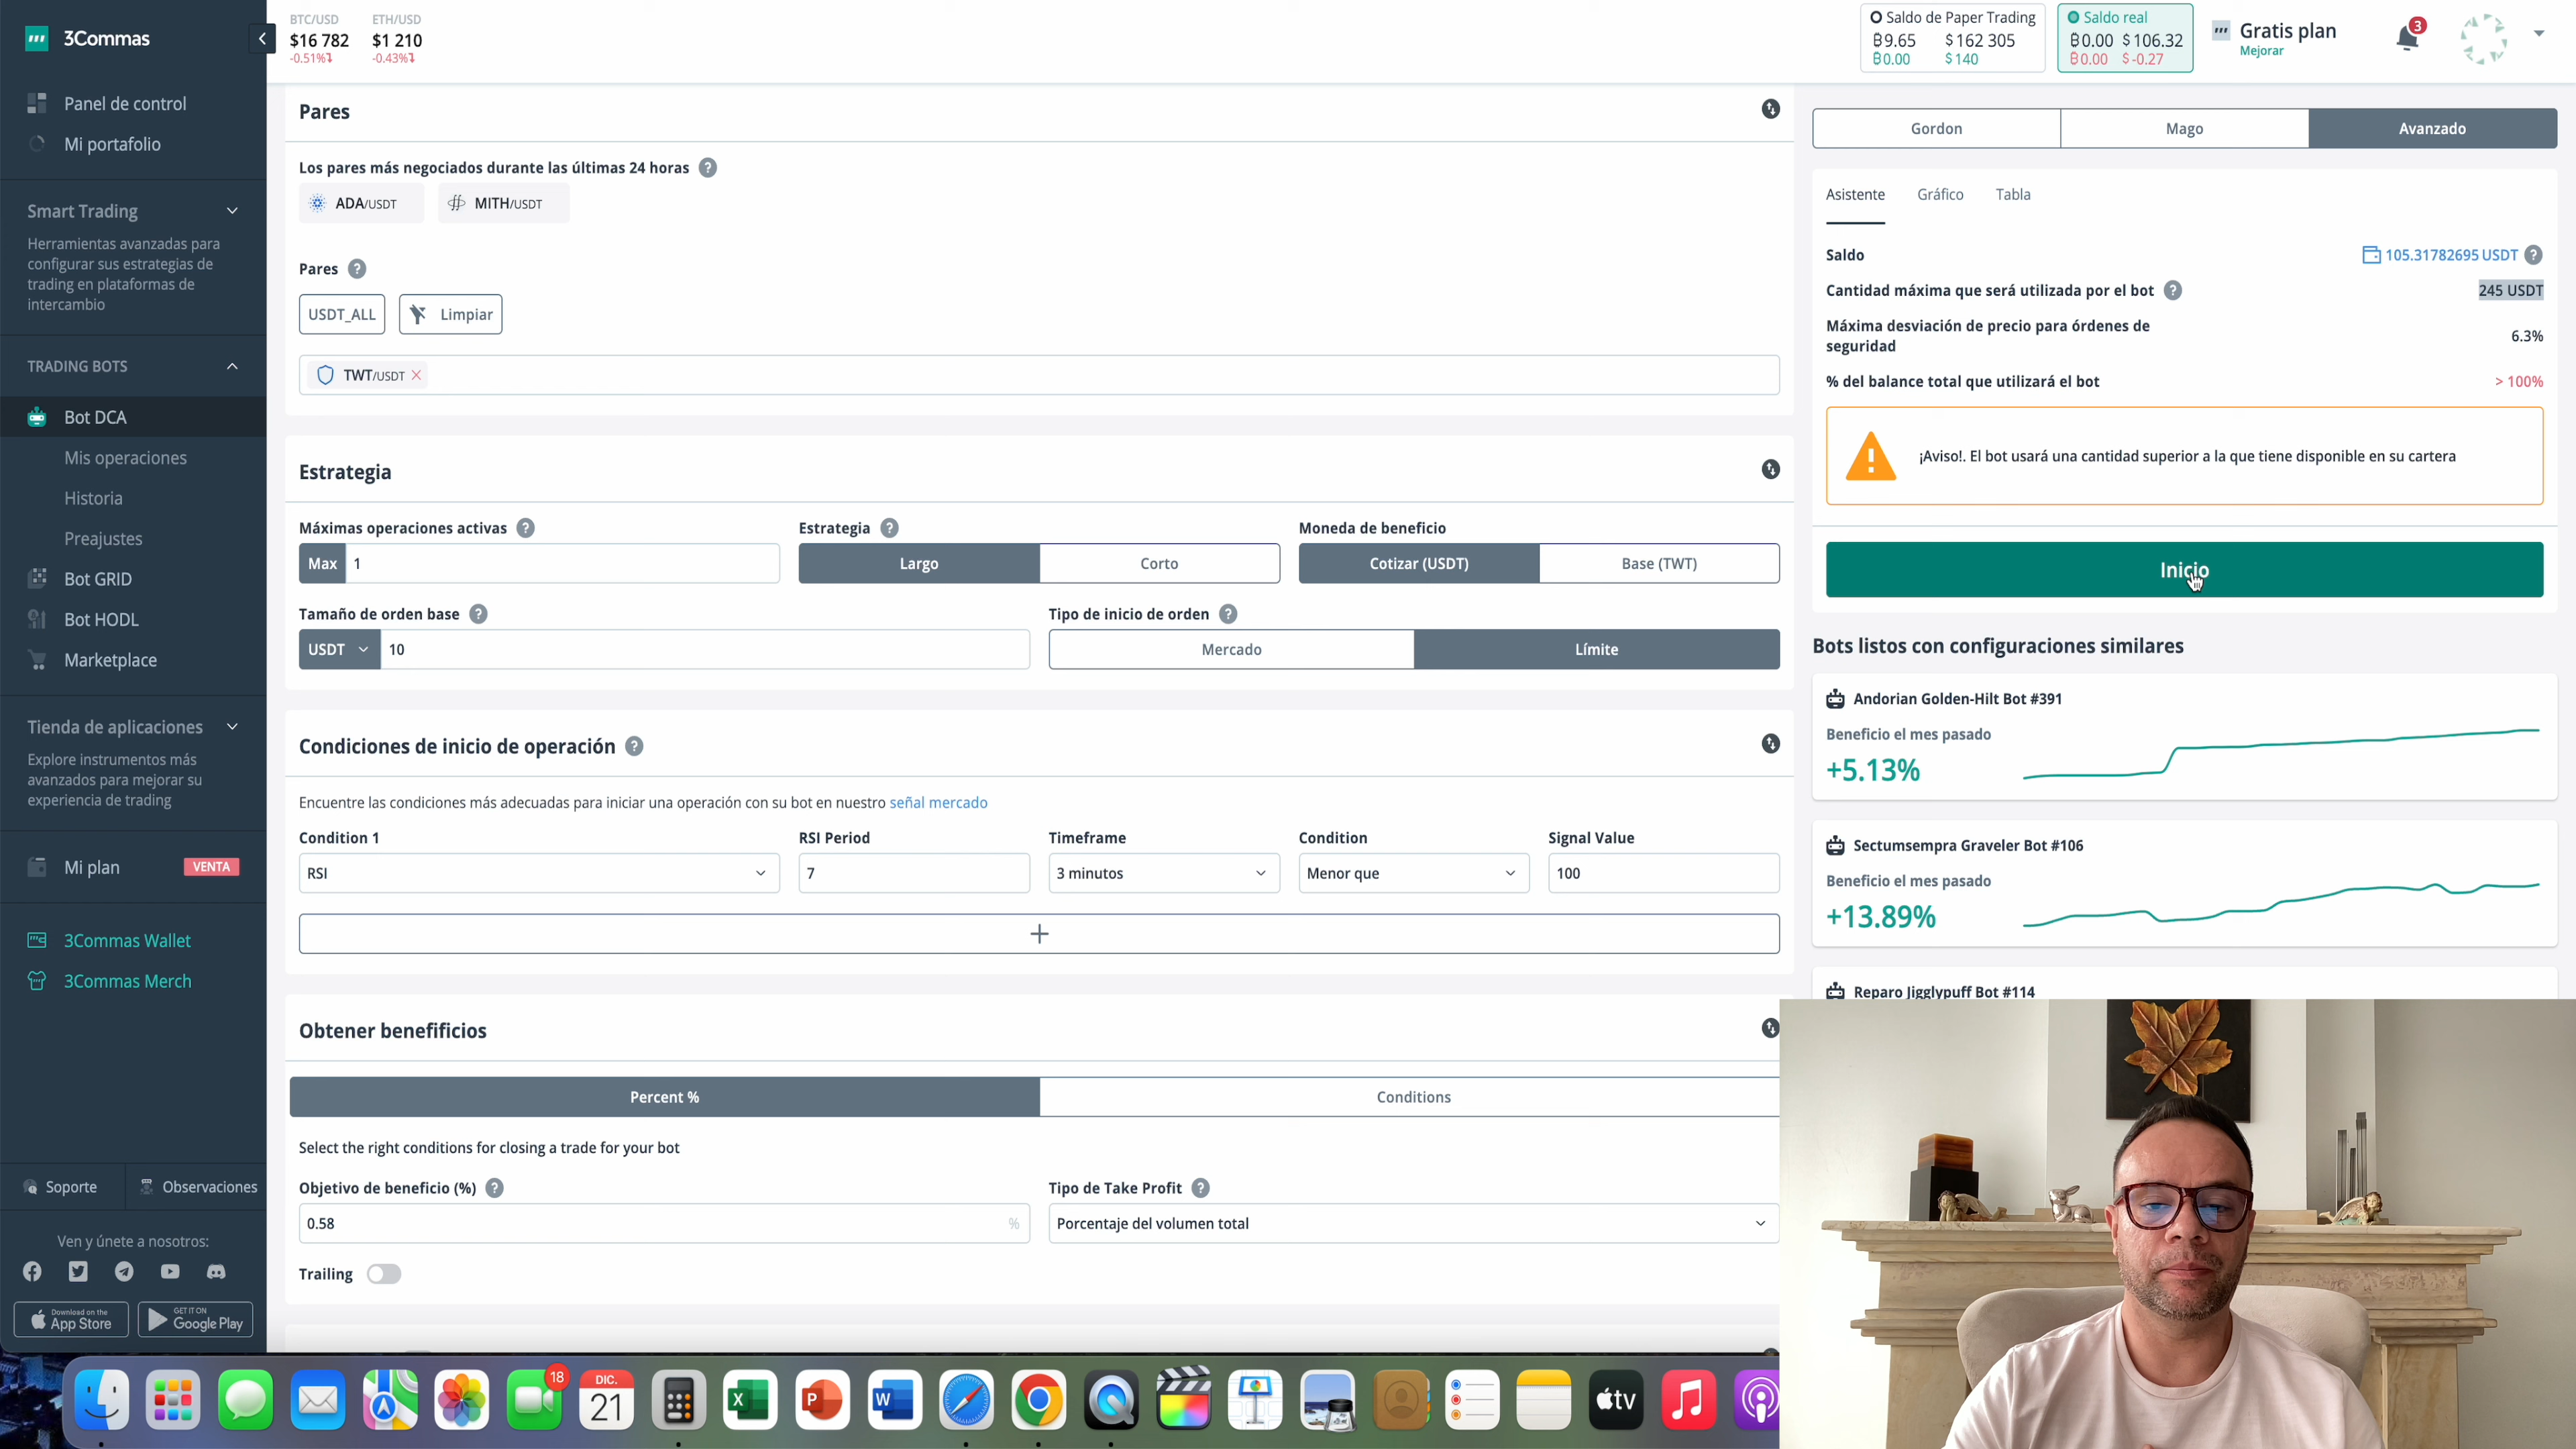 3Commas
BTC/USD
$16 782
-0.51%
ETH/USD
$1 210
-0.43%
Saldo de Paper Trading
₿9.65 $162 305
₿0.00 $140
Saldo real
₿0.00 $106.32
₿0.00 $-0.27
Gratis plan
Mejorar
3
Panel de control
Mi portafolio
Smart Trading
Herramientas avanzadas para
configurar sus estrategias de
trading en plataformas de
intercambio
TRADING BOTS
Bot DCA
Mis operaciones
Historia
Preajustes
Bot GRID
Bot HODL
Marketplace
Tienda de aplicaciones
Explore instrumentos más
avanzados para mejorar su
experiencia de trading
Mi plan VENTA
3Commas Wallet
3Commas Merch
Soporte Observaciones
Ven y únete a nosotros:
Download on the
App Store
GET IT ON
Google Play
Pares
Los pares más negociados durante las últimas 24 horas ?
ADA/USDT MITH/USDT
Pares ?
USDT_ALL Limpiar
TWT/USDT
Estrategia
Máximas operaciones activas ? Estrategia ? Moneda de beneficio
Max 1 Largo Corto Cotizar (USDT) Base (TWT)
Tamaño de orden base ? Tipo de inicio de orden ?
USDT 10 Mercado Límite
Condiciones de inicio de operación ?
Encuentre las condiciones más adecuadas para iniciar una operación con su bot en nuestro señal mercado
Condition 1 RSI Period Timeframe Condition Signal Value
RSI 7 3 minutos Menor que 100
+
Obtener benefificios
Percent % Conditions
Select the right conditions for closing a trade for your bot
Objetivo de beneficio (%) ? Tipo de Take Profit ?
0.58 % Porcentaje del volumen total
Trailing
Gordon Mago Avanzado
Asistente Gráfico Tabla
Saldo 105.31782695 USDT ?
Cantidad máxima que será utilizada por el bot ? 245 USDT
Máxima desviación de precio para órdenes de
seguridad 6.3%
% del balance total que utilizará el bot > 100%
¡Aviso!. El bot usará una cantidad superior a la que tiene disponible en su cartera
Inicio
Bots listos con configuraciones similares
Andorian Golden-Hilt Bot #391
Beneficio el mes pasado
+5.13%
Sectumsempra Graveler Bot #106
Beneficio el mes pasado
+13.89%
Reparo Jigglypuff Bot #114
18
DIC.
21
X
P
W
tv